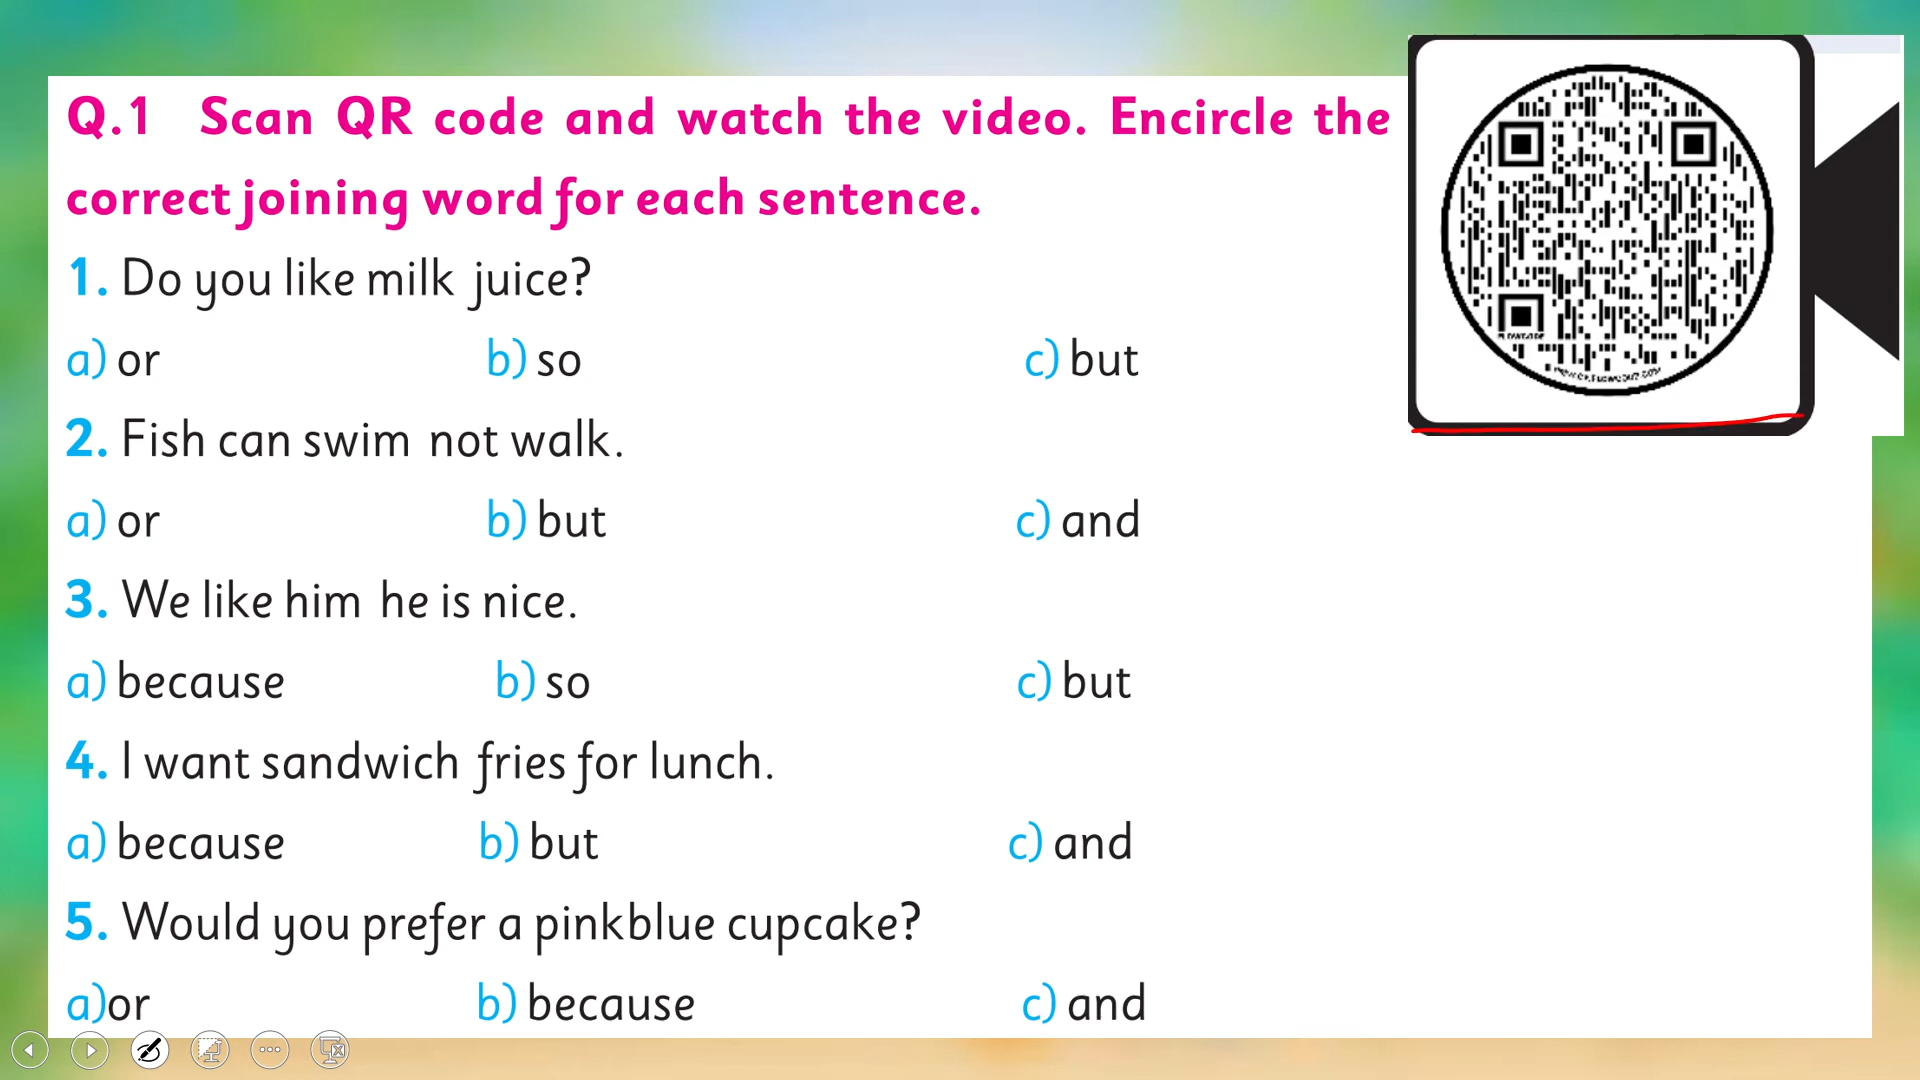 Q.1 Scan QR code and watch the video. Encircle the
correct joining word for each sentence.
1. Do you like milk juice?
a) or b) so c) but
2. Fish can swim not walk.
a) or b) but c) and
3. We like him he is nice.
a) because b) so c) but
4. I want sandwich fries for lunch.
a) because b) but c) and
5. Would you prefer a pinkblue cupcake?
a)or b) because c) and